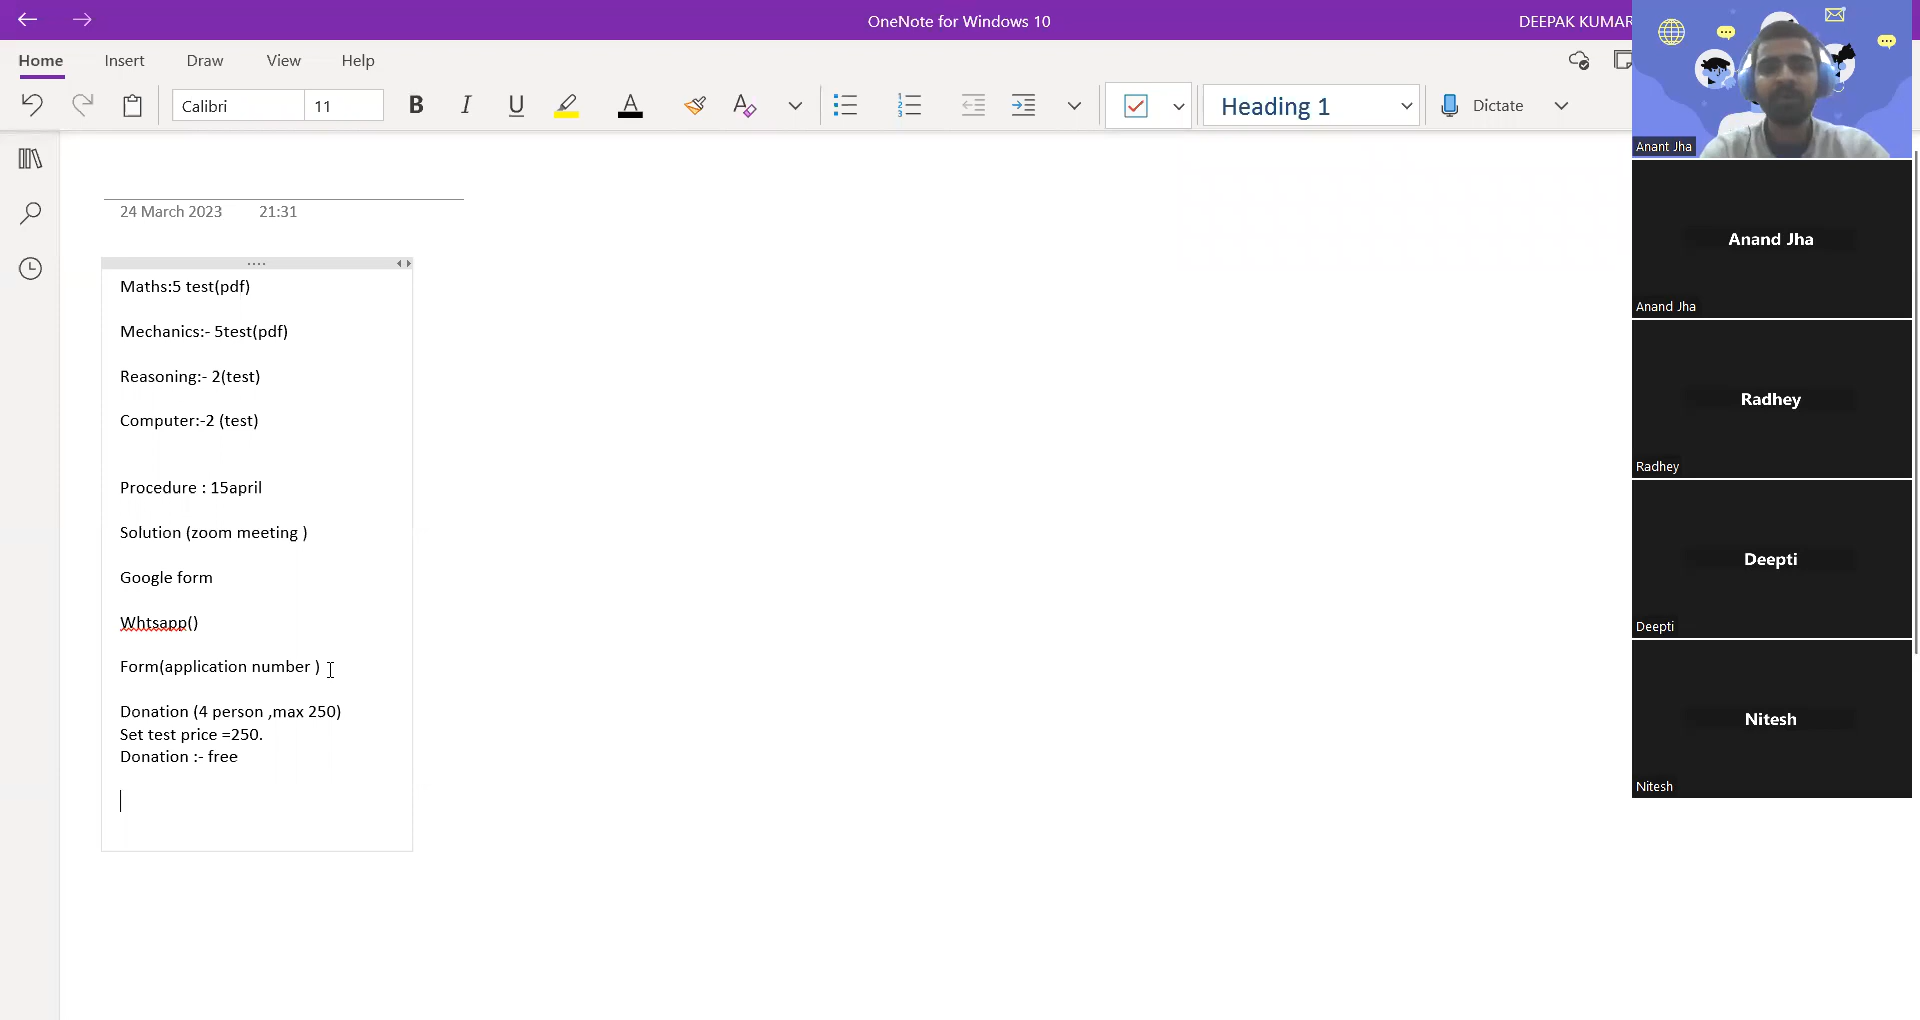 OneNote for Windows 10
DEEPAK KUMAR
Home Insert Draw View Help
Calibri 11 B I U A A Heading 1 Dictate
24 March 2023 21:31
Maths:5 test(pdf)
Mechanics:- 5test(pdf)
Reasoning:- 2(test)
Computer:-2 (test)
Procedure : 15april
Solution (zoom meeting )
Google form
Whtsapp()
Form(application number )
Donation (4 person ,max 250)
Set test price =250.
Donation :- free
Anant Jha
Anand Jha
Anand Jha
Radhey
Radhey
Deepti
Deepti
Nitesh
Nitesh